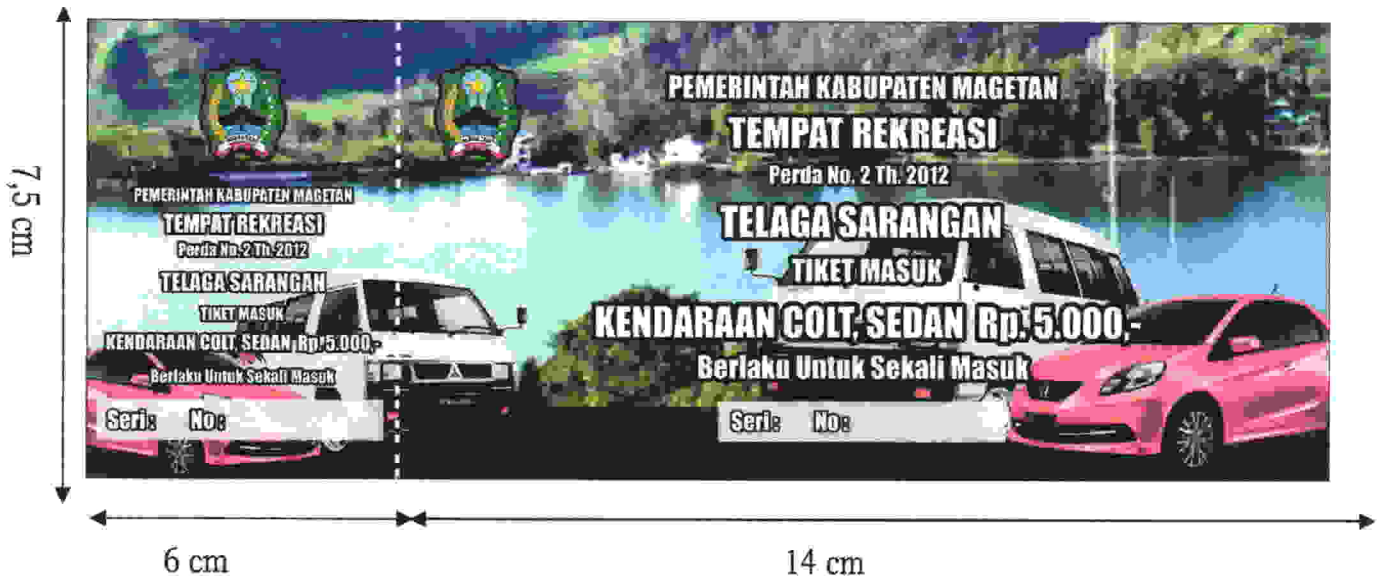 7,5 cm
PEMERINTAH KABUPATEN MAGETAN
TEMPAT REKREASI
Perda No. 2 Th. 2012
TELAGA SARANGAN
TIKET MASUK
KENDARAAN COLT, SEDAN Rp. 5.000,-
Berlaku Untuk Sekali Masuk
Seri : No :
PEMERINTAH KABUPATEN MAGETAN
TEMPAT REKREASI
Perda No. 2 Th. 2012
TELAGA SARANGAN
TIKET MASUK
KENDARAAN COLT, SEDAN Rp. 5.000,-
Berlaku Untuk Sekali Masuk
Seri : No :
6 cm
14 cm